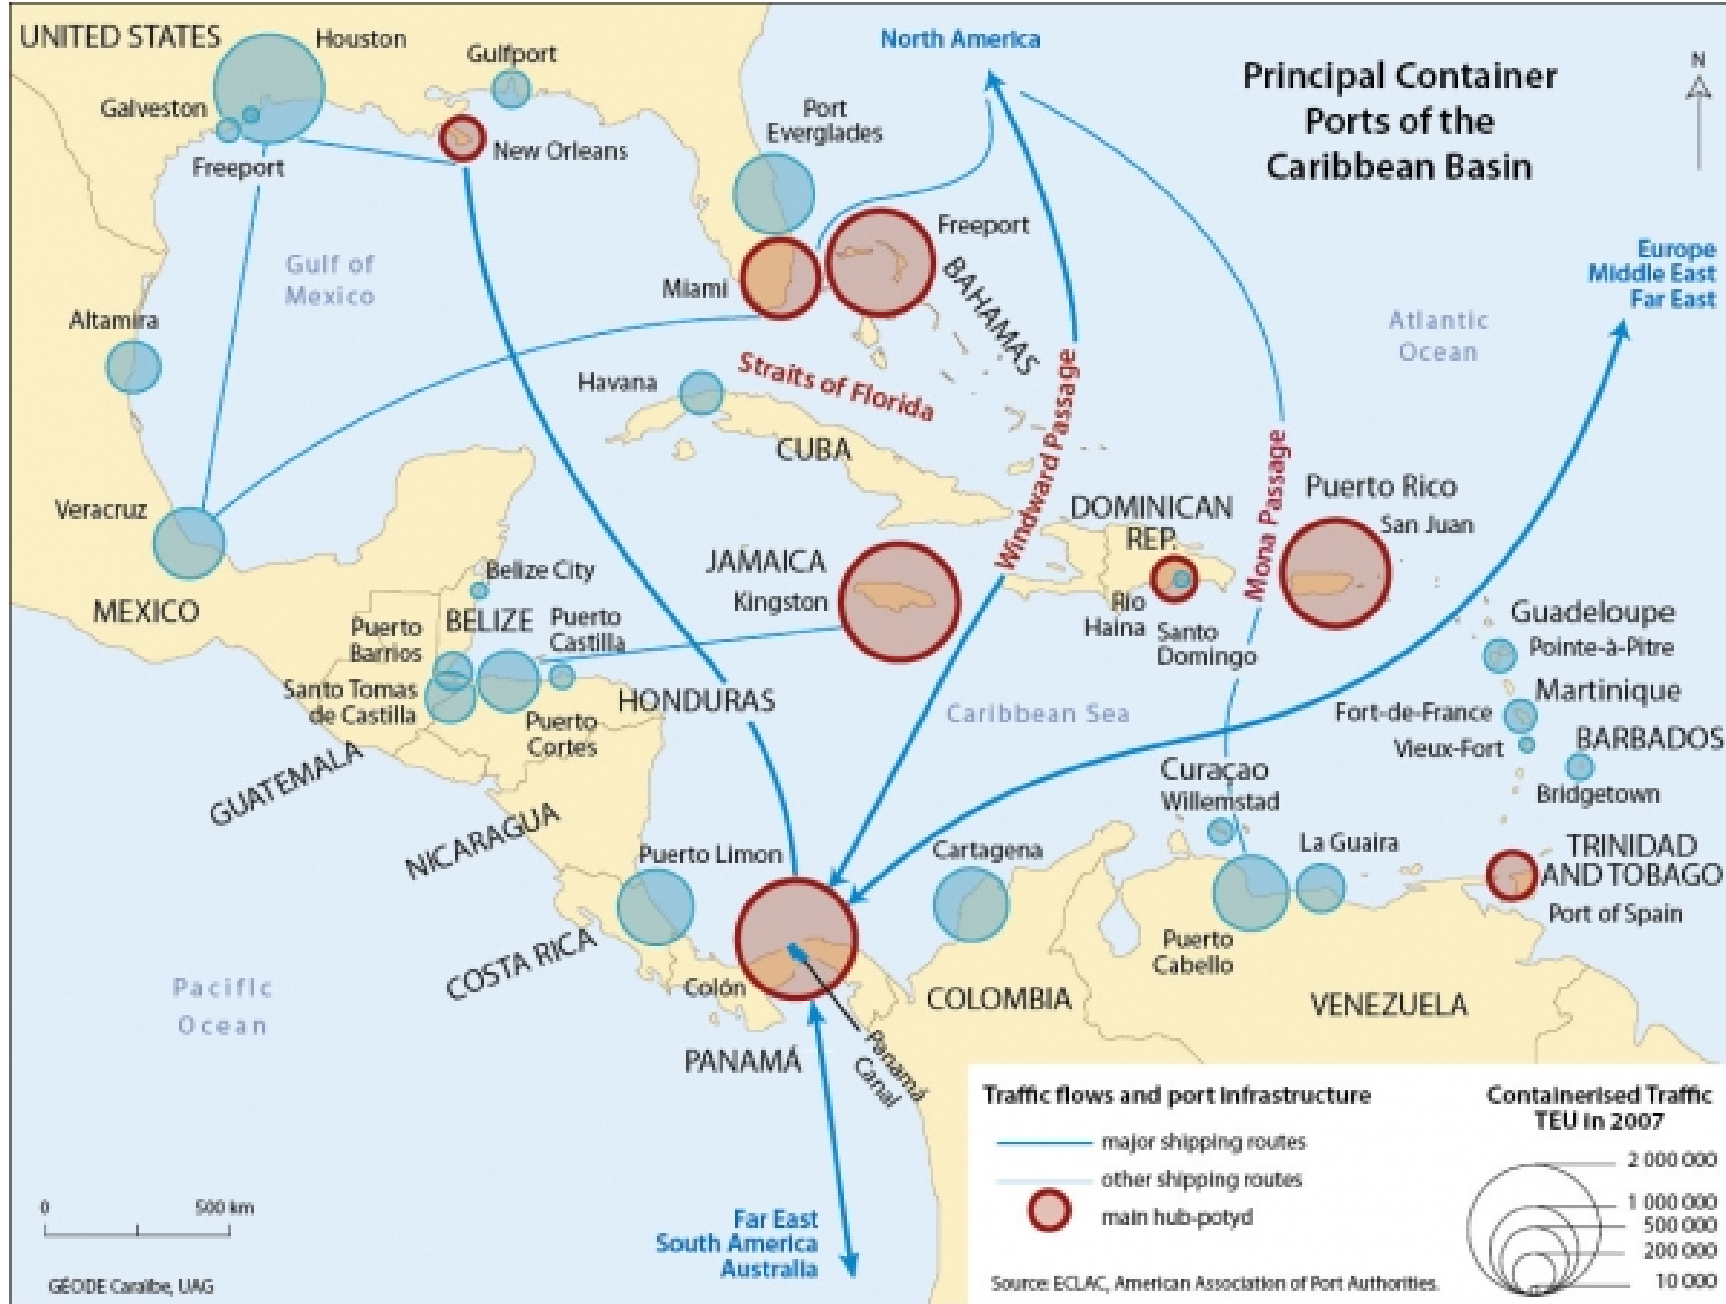 UNITED STATES
Houston
Gulfport
North America
N
Principal Container
Ports of the
Caribbean Basin
Galveston
Port
Everglades
New Orleans
Freeport
Freeport
BAHAMAS
Europe
Middle East
Far East
Gulf of
Mexico
Miami
Altamira
Atlantic
Ocean
Havana
Straits of Florida
Windward Passage
CUBA
Mona Passage
Puerto Rico
San Juan
Veracruz
DOMINICAN
REP.
JAMAICA
Kingston
Belize City
MEXICO
BELIZE
Puerto
Castilla
Puerto
Barrios
Rio
Haina
Santo
Domingo
Guadeloupe
Pointe-à-Pitre
Santo Tomas
de Castilla
HONDURAS
Puerto
Cortes
Caribbean Sea
Martinique
Fort-de-France
Vieux-Fort
BARBADOS
Bridgetown
GUATEMALA
NICARAGUA
Curaçao
Willemstad
Puerto Limon
Cartagena
La Guaira
TRINIDAD
AND TOBAGO
Port of Spain
COSTA RICA
Puerto
Cabello
Pacific
Ocean
Colón
COLOMBIA
VENEZUELA
PANAMÁ
Panamá
Canal
Traffic flows and port infrastructure
major shipping routes
other shipping routes
main hub-potyd
Containerised Traffic
TEU in 2007
2 000 000
1 000 000
500 000
200 000
10 000
0
500 km
Far East
South America
Australia
GÉODE Caraïbe, UAG
Source: ECLAC, American Association of Port Authorities.